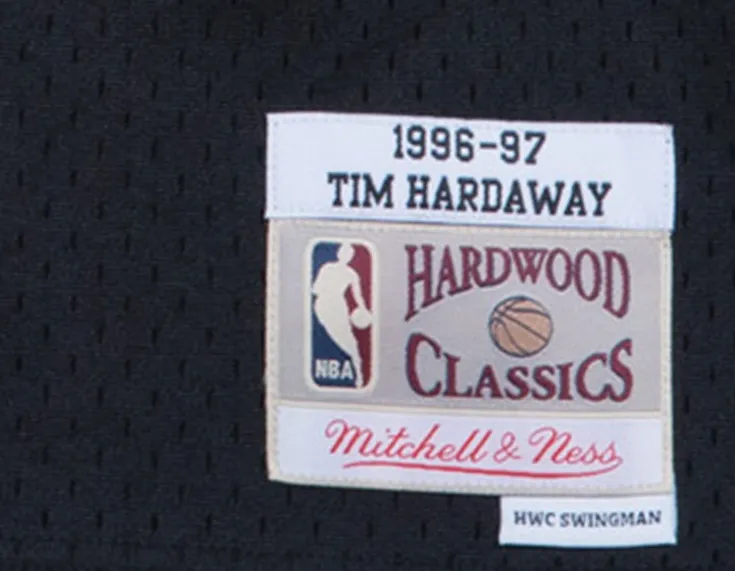 1996-97
TIM HARDAWAY
HARDWOOD
CLASSICS
NBA
Mitchell & Ness
HWC SWINGMAN